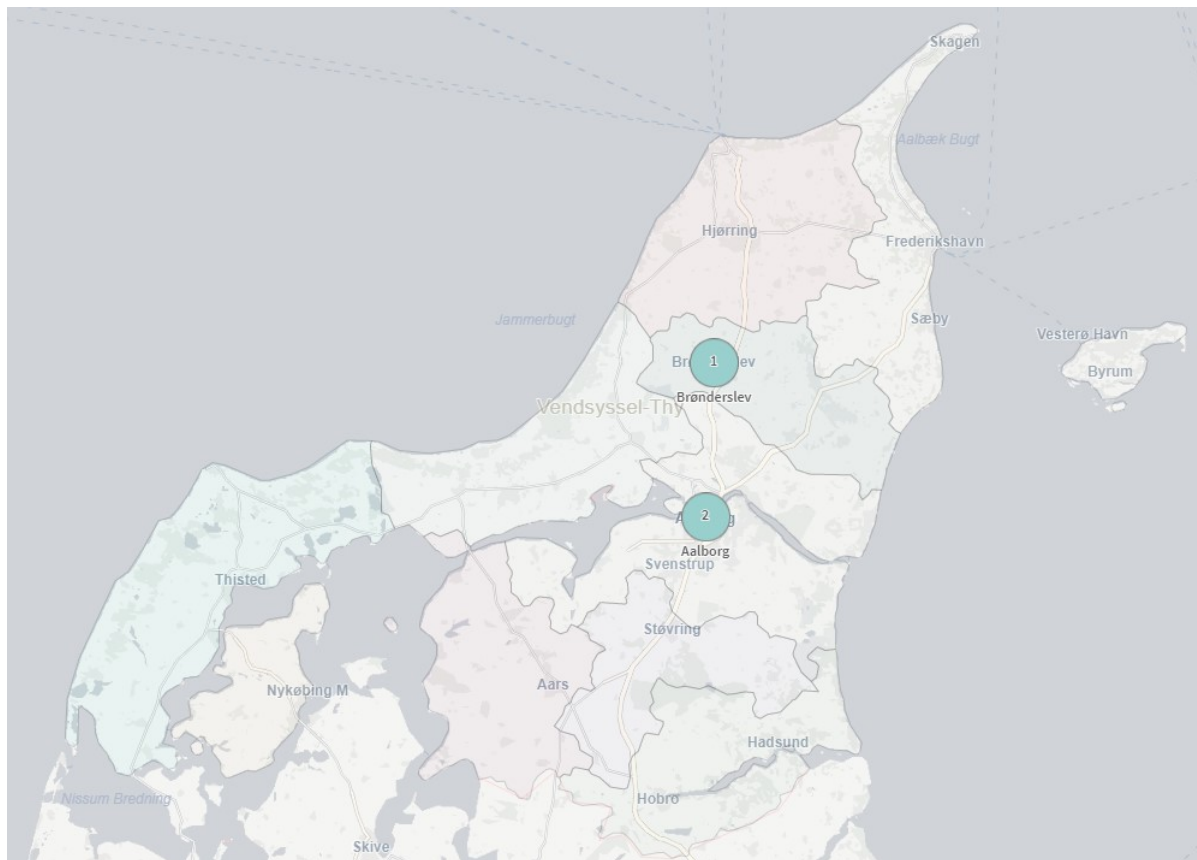 Skagen
Aalbæk Bugt
Hjørring
Frederikshavn
Jammerbugt
Sæby
Vesterø Havn
1
Byrum
Brønderslev
Vendsyssel-Thy
2
Aalborg
Svenstrup
Thisted
Støvring
Aars
Nykøbing M
Hadsund
Nissum Bredning
Hobro
Skive